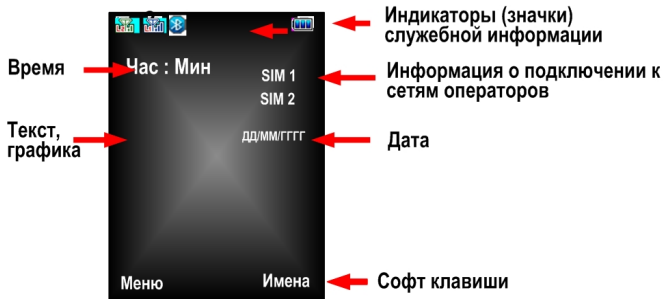 Индикаторы (значки)
служебной информации
Время
Час : Мин
SIM 1
SIM 2
Информация о подключении к
сетям операторов
Текст,
графика
ДД/ММ/ГГГГ
Дата
Меню
Имена
Софт клавиши